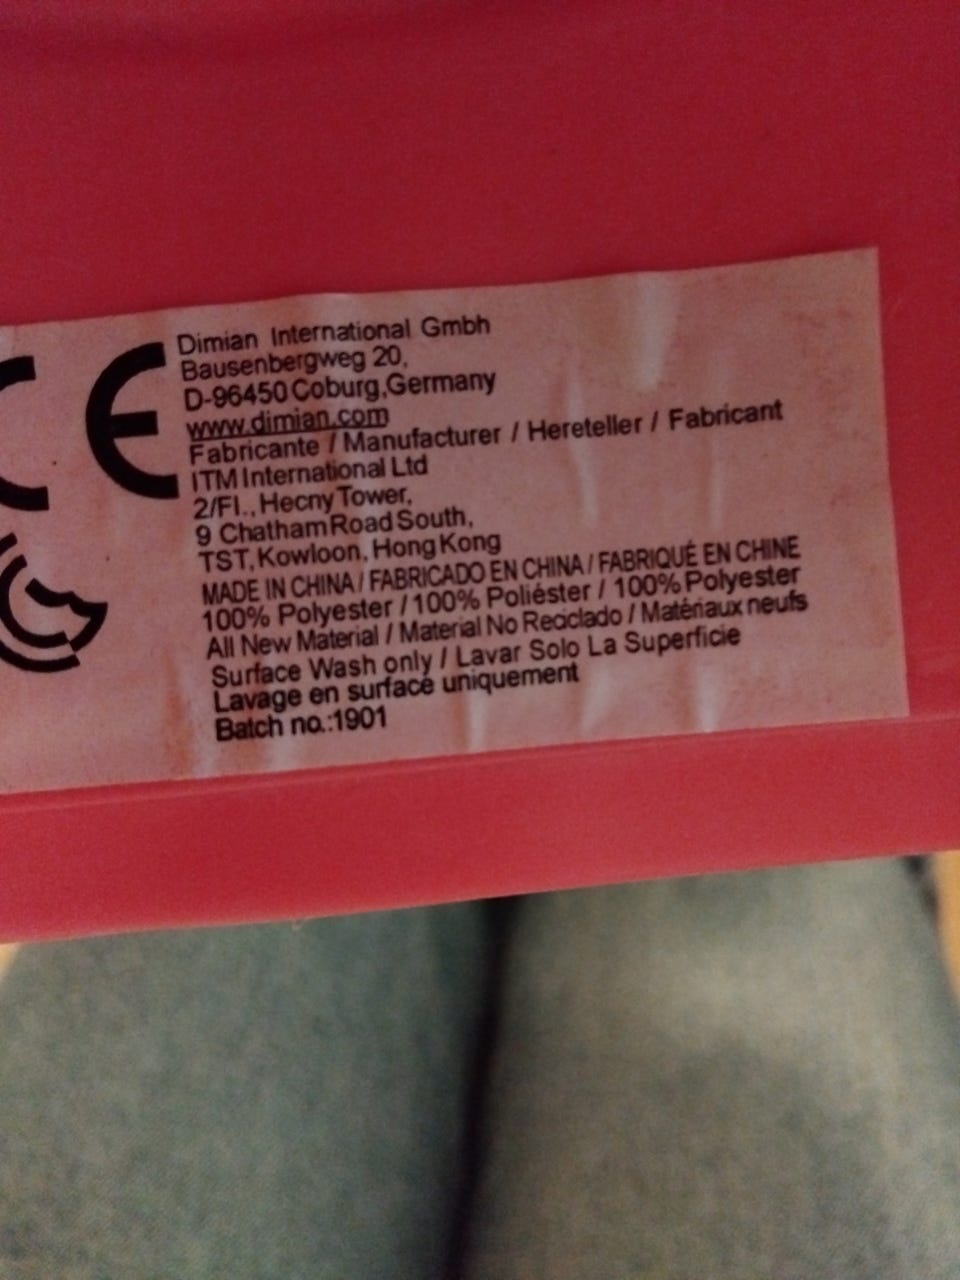 CE
Dimian International Gmbh
Bausenbergweg 20,
D-96450 Coburg,Germany
www.dimian.com
Fabricante / Manufacturer / Hereteller / Fabricant
ITM International Ltd
2/Fl., Hecny Tower,
9 Chatham Road South,
TST, Kowloon, Hong Kong
MADE IN CHINA / FABRICADO EN CHINA / FABRIQUÉ EN CHINE
100% Polyester / 100% Poliéster / 100% Polyester
All New Material / Material No Reciclado / Matériaux neufs
Surface Wash only / Lavar Solo La Superficie
Lavage en surface uniquement
Batch no.:1901